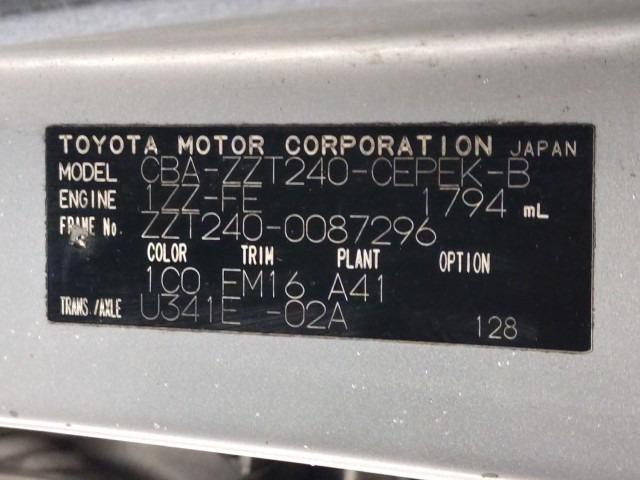 TOYOTA MOTOR CORPORATION JAPAN
MODEL CBA-ZZT240-CEPEK-B
ENGINE 1ZZ-FE 1794 mL
FRAME No ZZT240-0087296
COLOR TRIM PLANT OPTION
1C0 EM16 A41
TRANS./AXLE U341E -02A 128